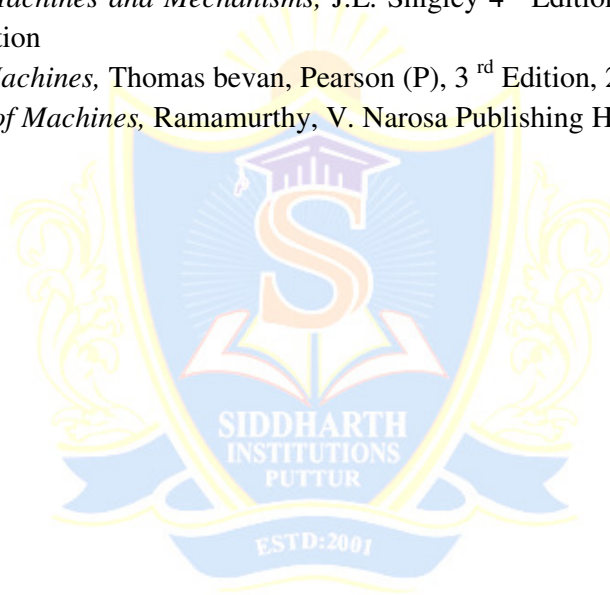 Machines and Mechanisms, J.E. Shigley 4 Edition
tion
Machines, Thomas bevan, Pearson (P), 3 rd Edition, 2
of Machines, Ramamurthy, V. Narosa Publishing H
S
SIDDHARTH
INSTITUTIONS
PUTTUR
ESTD:2001